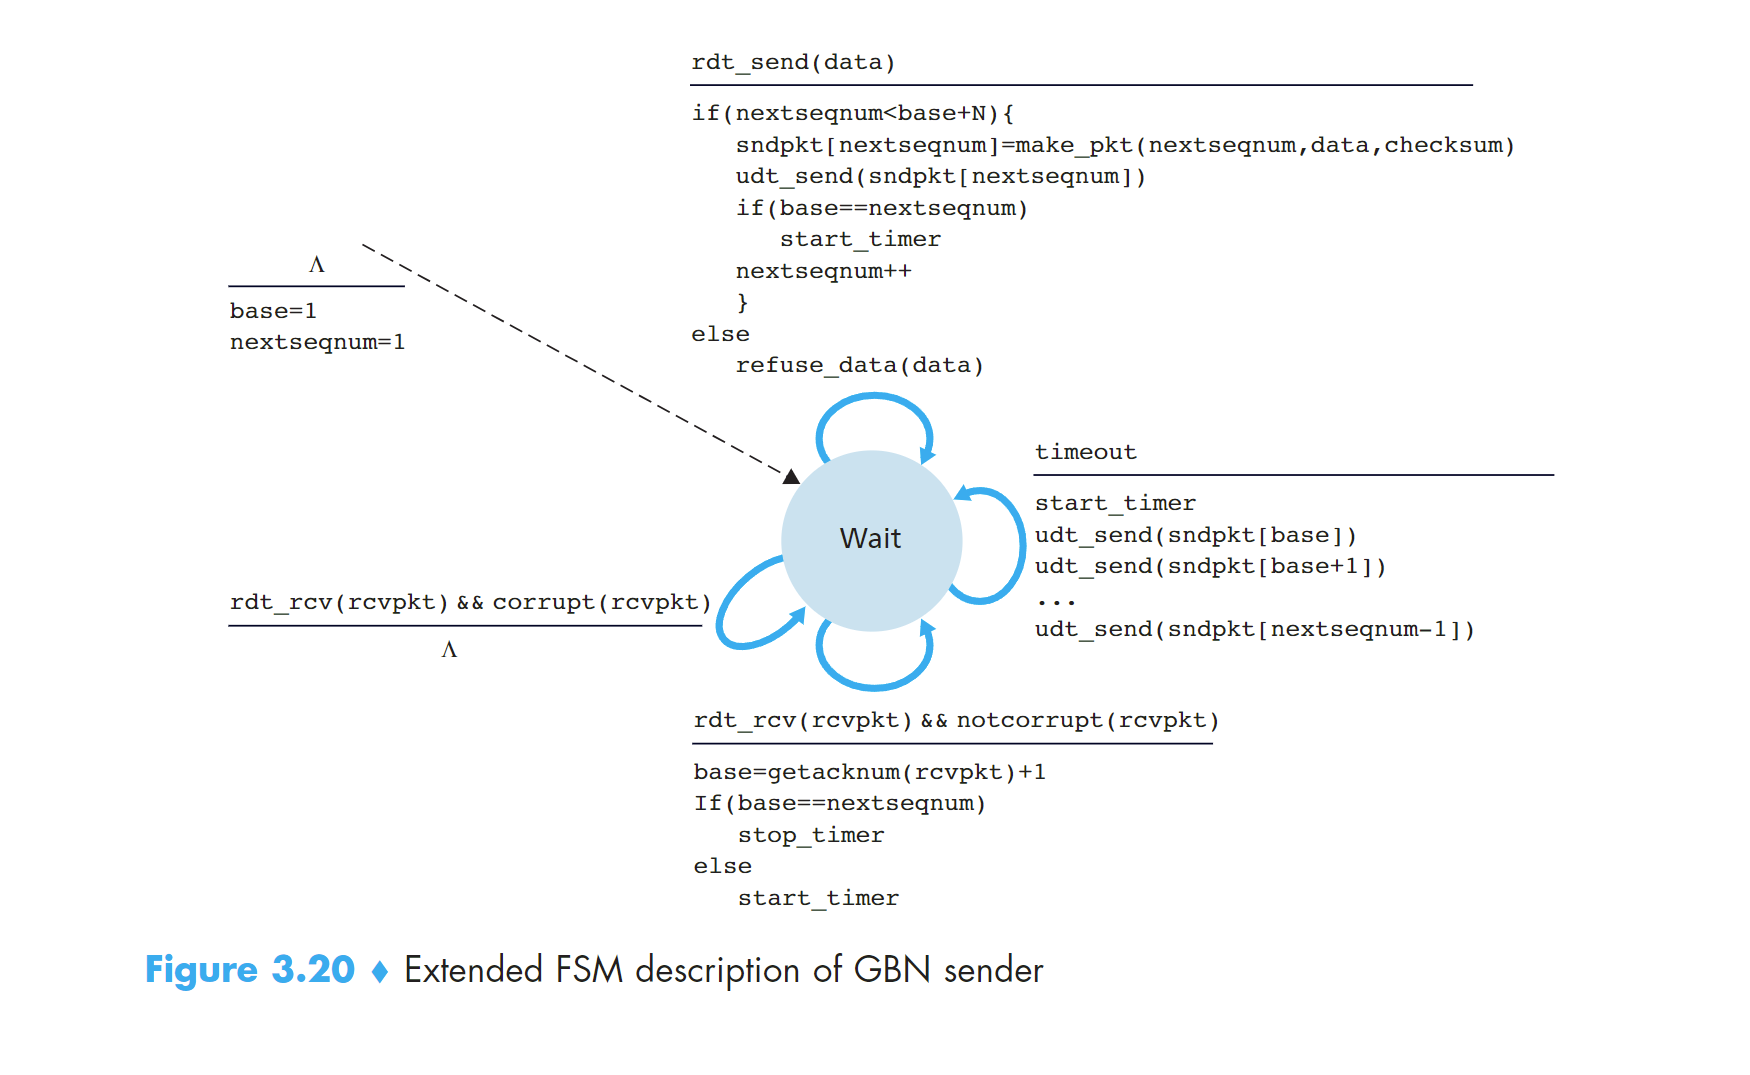 rdt_send(data)
if(nextseqnum<base+N){
sndpkt[nextseqnum]=make_pkt(nextseqnum,data,checksum)
udt_send(sndpkt[nextseqnum])
if(base==nextseqnum)
start_timer
nextseqnum++
}
else
refuse_data(data)
Λ
base=1
nextseqnum=1
Wait
timeout
start_timer
udt_send(sndpkt[base])
udt_send(sndpkt[base+1])
...
udt_send(sndpkt[nextseqnum-1])
rdt_rcv(rcvpkt) && corrupt(rcvpkt)
Λ
rdt_rcv(rcvpkt) && notcorrupt(rcvpkt)
base=getacknum(rcvpkt)+1
If(base==nextseqnum)
stop_timer
else
start_timer
Figure 3.20 ♦ Extended FSM description of GBN sender